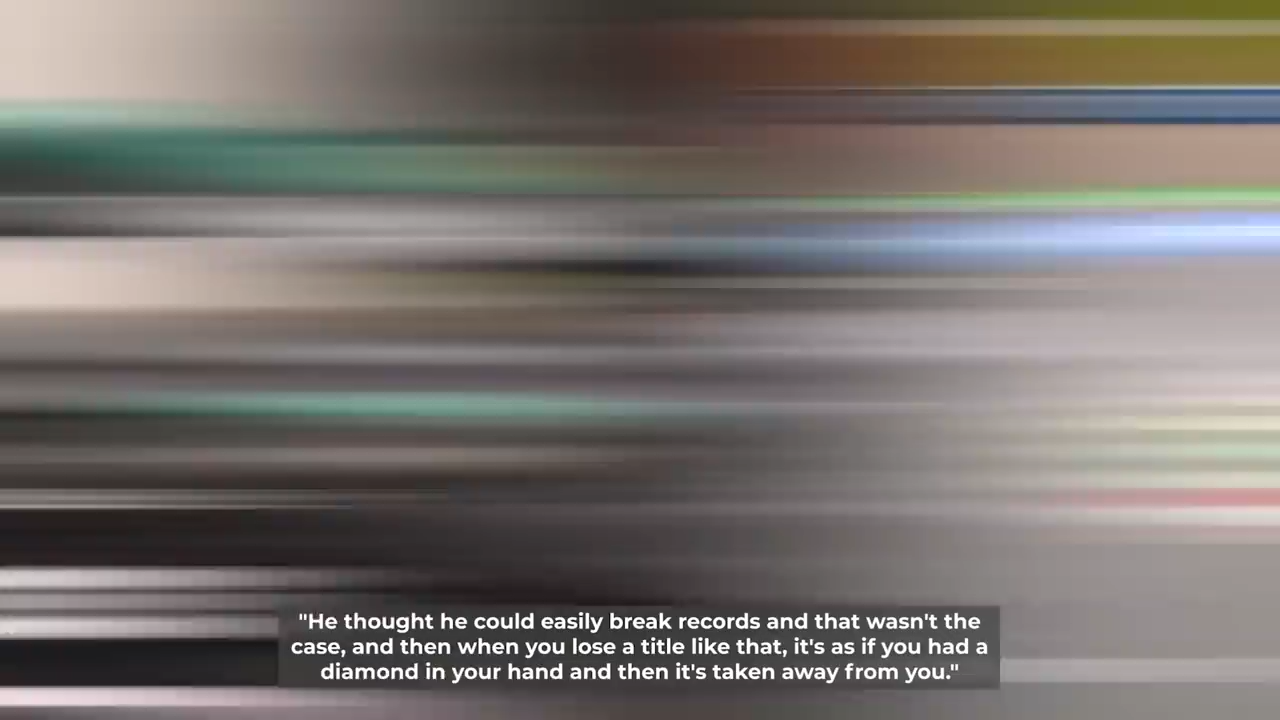 "He thought he could easily break records and that wasn't the
case, and then when you lose a title like that, it's as if you had a
diamond in your hand and then it's taken away from you."